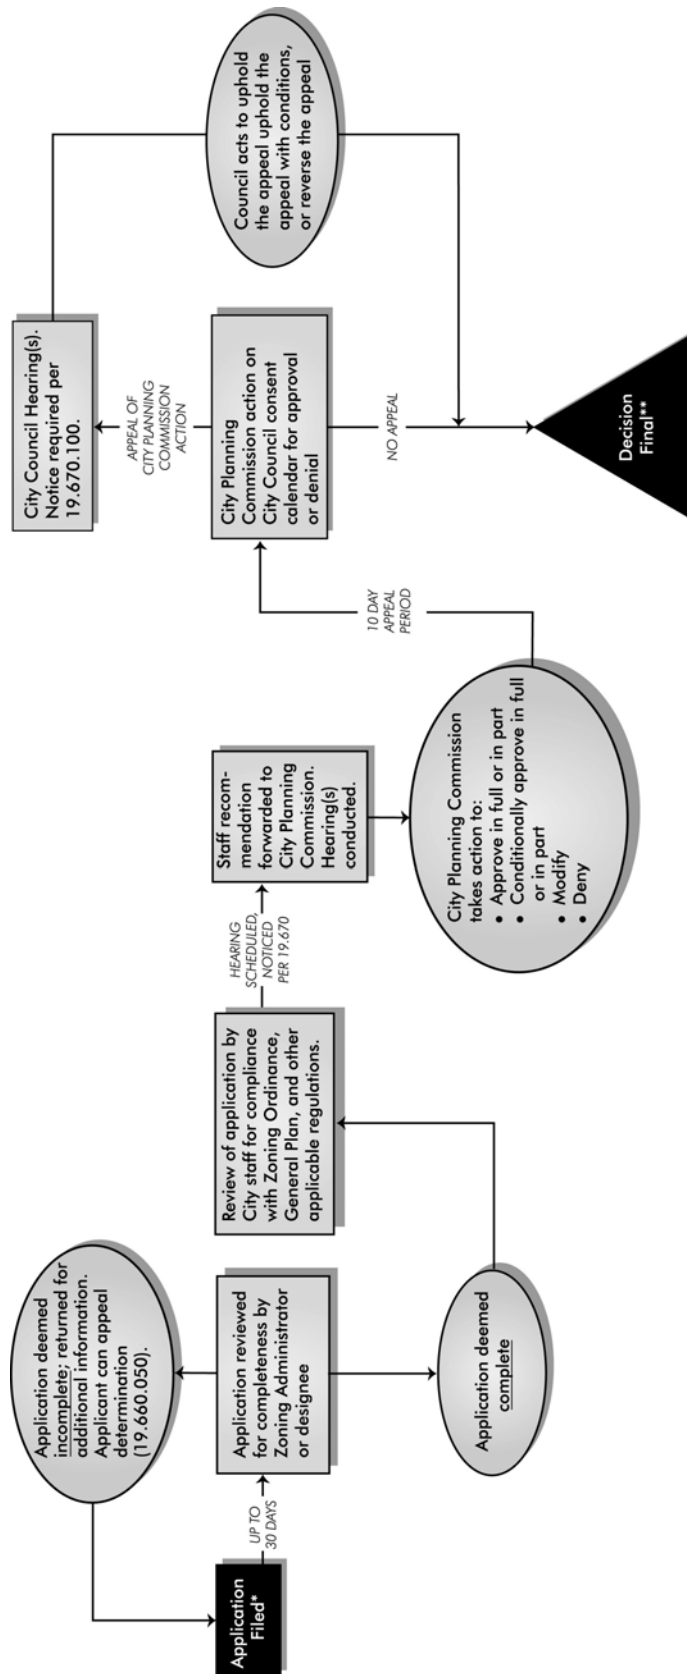 Application
Filed*
UP TO
30 DAYS
Application reviewed
for completeness by
Zoning Administrator
or designee
Application deemed
incomplete; returned for
additional information.
Applicant can appeal
determination
(19.660.050).
Application deemed
complete
Review of application by
City staff for compliance
with Zoning Ordinance,
General Plan, and other
applicable regulations.
HEARING
SCHEDULED,
NOTICED
PER 19.670
Staff recom-
mendation
forwarded to
City Planning
Commission.
Hearing(s)
conducted.
City Planning Commission
takes action to:
• Approve in full or in part
• Conditionally approve in full
or in part
• Modify
• Deny
10 DAY
APPEAL
PERIOD
City Planning
Commission action on
City Council consent
calendar for approval
or denial
APPEAL OF
CITY PLANNING
COMMISSION
ACTION
City Council Hearing(s).
Notice required per
19.670.100.
Council acts to uphold
the appeal uphold the
appeal with conditions,
or reverse the appeal
NO APPEAL
Decision
Final**